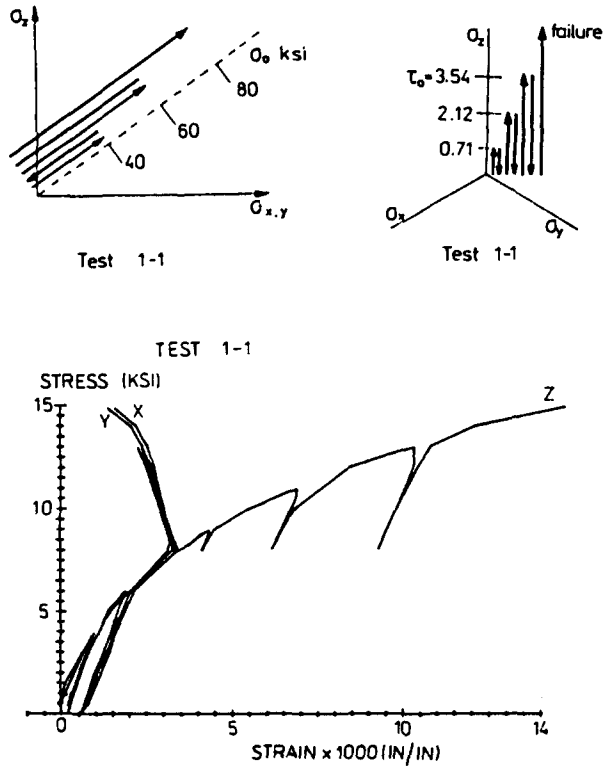 σz
σo ksi
80
60
40
σx,y
Test 1-1
σz
failure
τo=3.54
2.12
0.71
σx
σy
Test 1-1
TEST 1-1
STRESS (KSI)
15
Y X
Z
10
5
0 5 10 14
STRAIN x 1000 (IN/IN)